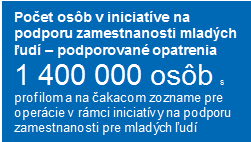 Počet osôb v iniciatíve na
podporu zamestnanosti mladých
ľudí – podporované opatrenia
1 400 000 osôb s
profilom a na čakacom zozname pre
operácie v rámci iniciatívy na podporu
zamestnanosti pre mladých ľudí